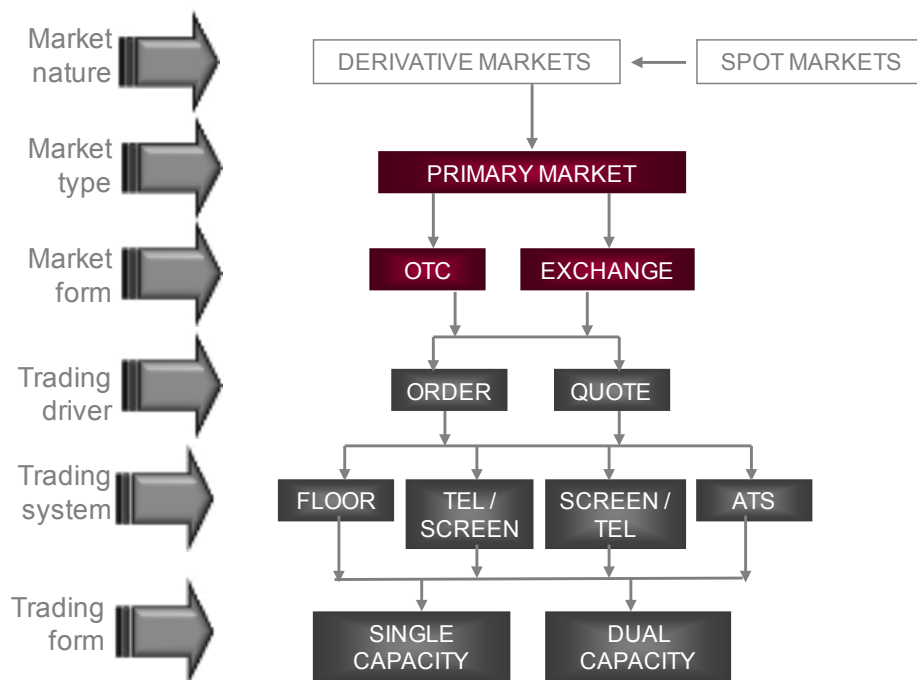 Market
nature
DERIVATIVE MARKETS
SPOT MARKETS
Market
type
PRIMARY MARKET
Market
form
OTC
EXCHANGE
Trading
driver
ORDER
QUOTE
Trading
system
FLOOR
TEL /
SCREEN
SCREEN /
TEL
ATS
Trading
form
SINGLE
CAPACITY
DUAL
CAPACITY